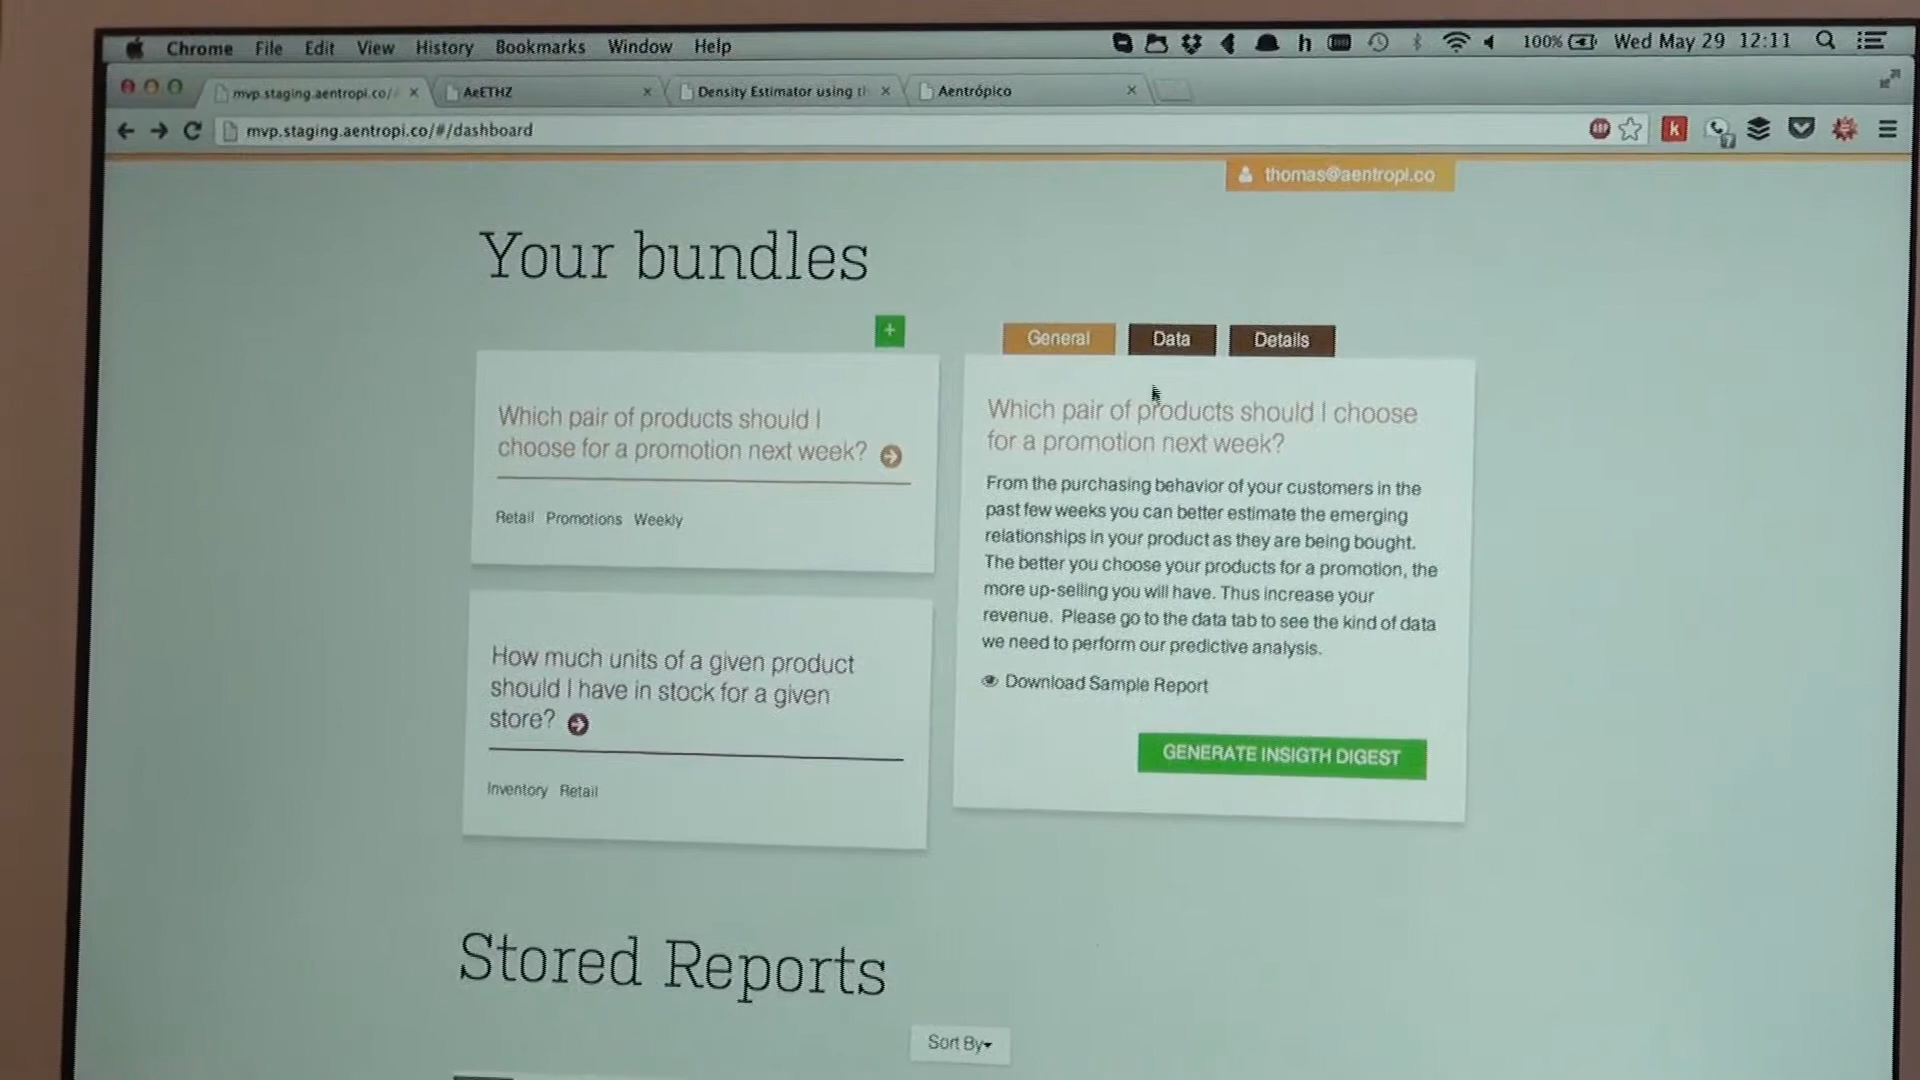 Chrome File Edit View History Bookmarks Window Help
100% Wed May 29 12:11
mvp.staging.aentropi.co/
AeETHZ
Density Estimator using
Aentrópico
mvp.staging.aentropi.co/#/dashboard
thomas@aentropi.co
Your bundles
+
General
Data
Details
Which pair of products should I
choose for a promotion next week?
Retail Promotions Weekly
How much units of a given product
should I have in stock for a given
store?
Inventory Retail
Which pair of products should I choose
for a promotion next week?
From the purchasing behavior of your customers in the
past few weeks you can better estimate the emerging
relationships in your product as they are being bought.
The better you choose your products for a promotion, the
more up-selling you will have. Thus increase your
revenue. Please go to the data tab to see the kind of data
we need to perform our predictive analysis.
Download Sample Report
GENERATE INSIGTH DIGEST
Stored Reports
Sort By